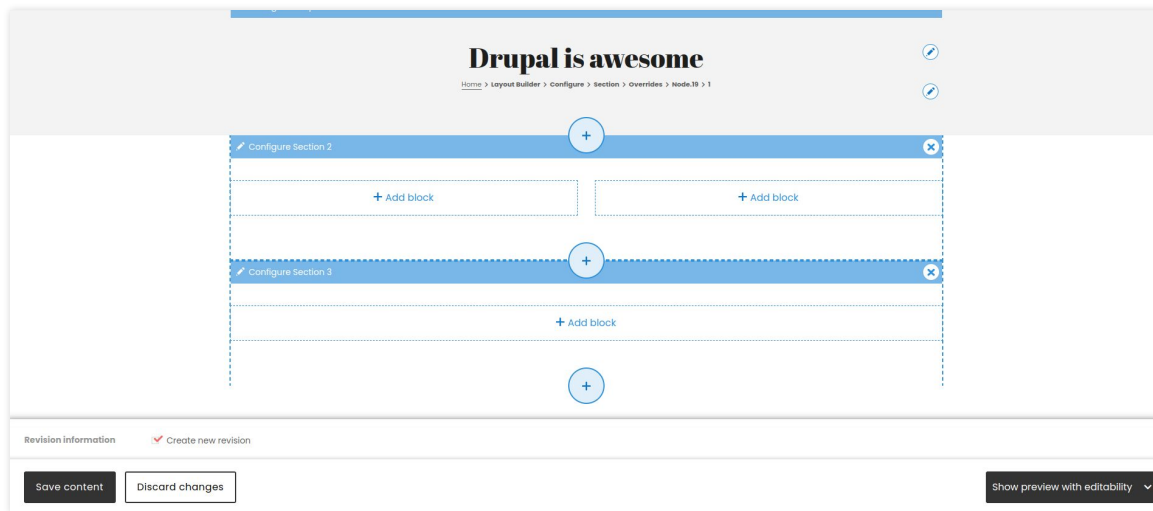 Drupal is awesome
Home > Layout Builder > Configure > Section > Overrides > Node.19 > 1
+
Configure Section 2
+ Add block
+ Add block
+
Configure Section 3
+ Add block
+
Revision information
Create new revision
Save content
Discard changes
Show preview with editability